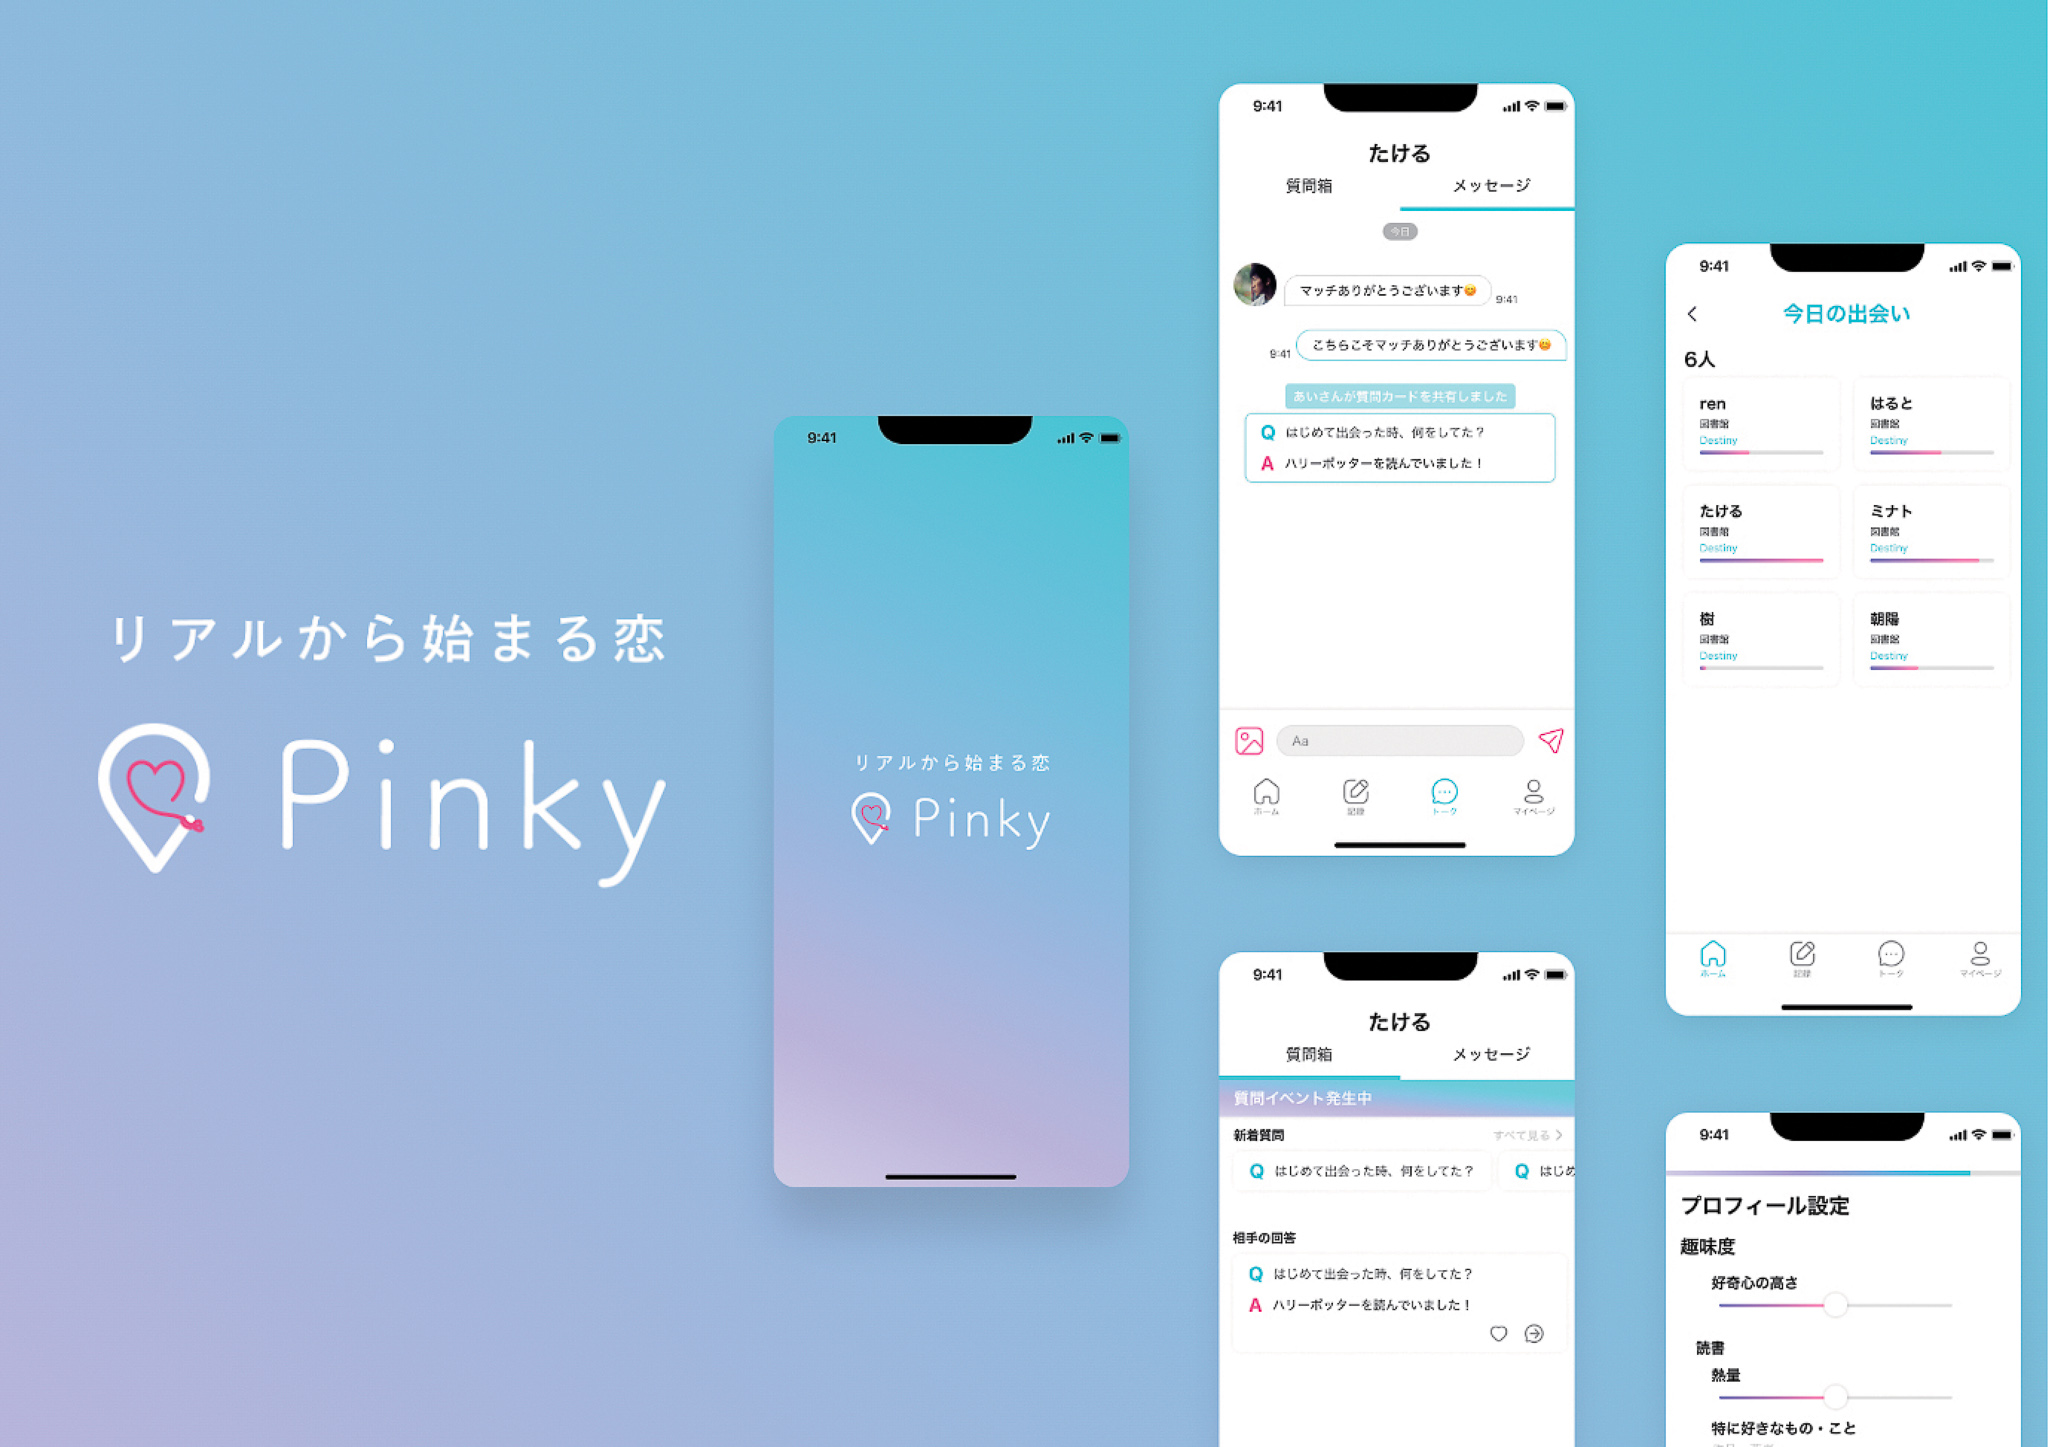 リアルから始まる恋
Pinky
9:41
リアルから始まる恋
Pinky
9:41
たける
質問箱
メッセージ
今日
マッチありがとうございます😊
9:41
9:41
こちらこそマッチありがとうございます😊
あいさんが質問カードを共有しました
Q はじめて出会った時、何をしてた？
A ハリーポッターを読んでいました！
Aa
ホーム
記録
トーク
マイページ
9:41
たける
質問箱
メッセージ
質問イベント発生中
新着質問
すべて見る
Q はじめて出会った時、何をしてた？
Q はじめ
相手の回答
Q はじめて出会った時、何をしてた？
A ハリーポッターを読んでいました！
9:41
今日の出会い
6人
ren
図書館
Destiny
はると
図書館
Destiny
たける
図書館
Destiny
ミナト
図書館
Destiny
樹
図書館
Destiny
朝陽
図書館
Destiny
ホーム
記録
トーク
マイページ
9:41
プロフィール設定
趣味度
好奇心の高さ
読書
熱量
特に好きなもの・こと